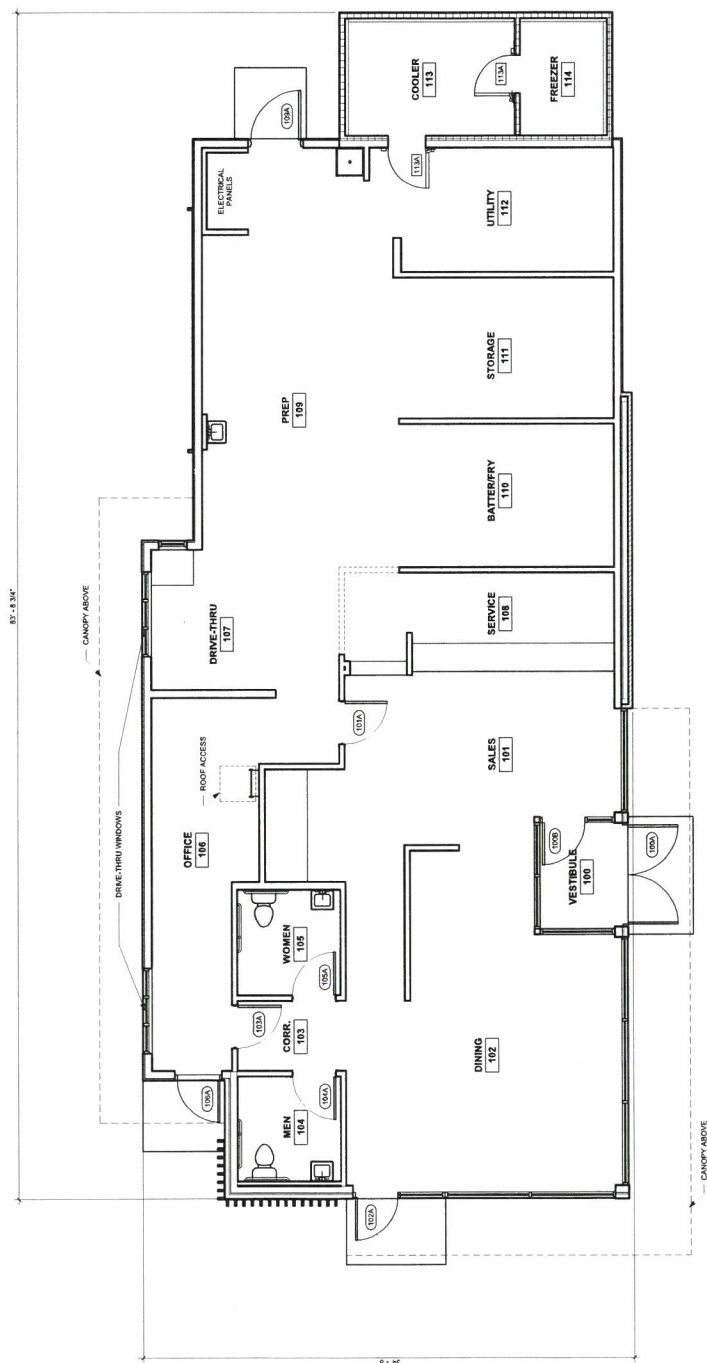 83' - 8 3/4"
CANOPY ABOVE
DRIVE-THRU WINDOWS
106A
OFFICE
106
ROOF ACCESS
DRIVE-THRU
107
ELECTRICAL
PANELS
109A
MEN
104
104A
CORR.
103
103A
WOMEN
105
105A
101A
PREP
109
102A
DINING
102
SALES
101
SERVICE
108
BATTER/FRY
110
STORAGE
111
UTILITY
112
113A
COOLER
113
113A
FREEZER
114
VESTIBULE
100
100B
100A
CANOPY ABOVE